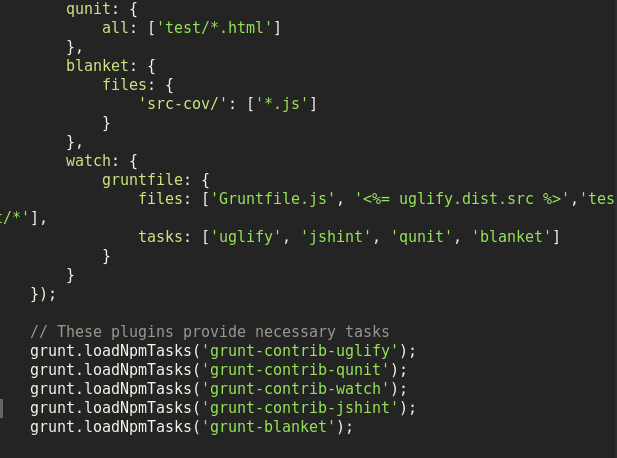 qunit: {
all: ['test/*.html']
},
blanket: {
files: {
'src-cov/': ['*.js']
}
},
watch: {
gruntfile: {
files: ['Gruntfile.js', '<%= uglify.dist.src %>','tes
t/*'],
tasks: ['uglify', 'jshint', 'qunit', 'blanket']
}
}
});
// These plugins provide necessary tasks
grunt.loadNpmTasks('grunt-contrib-uglify');
grunt.loadNpmTasks('grunt-contrib-qunit');
grunt.loadNpmTasks('grunt-contrib-watch');
grunt.loadNpmTasks('grunt-contrib-jshint');
grunt.loadNpmTasks('grunt-blanket');